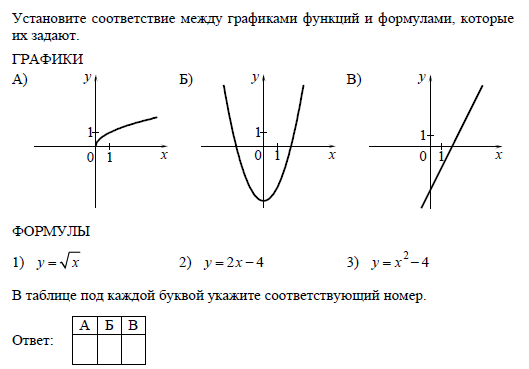 Установите соответствие между графиками функций и формулами, которые
их задают.
ГРАФИКИ
А) Б) В)
y y y
1 1 1
0 1 x 0 1 x 0 1 x
ФОРМУЛЫ
1) y = √x 2) y = 2x − 4 3) y = x² − 4
В таблице под каждой буквой укажите соответствующий номер.
А Б В
Ответ: